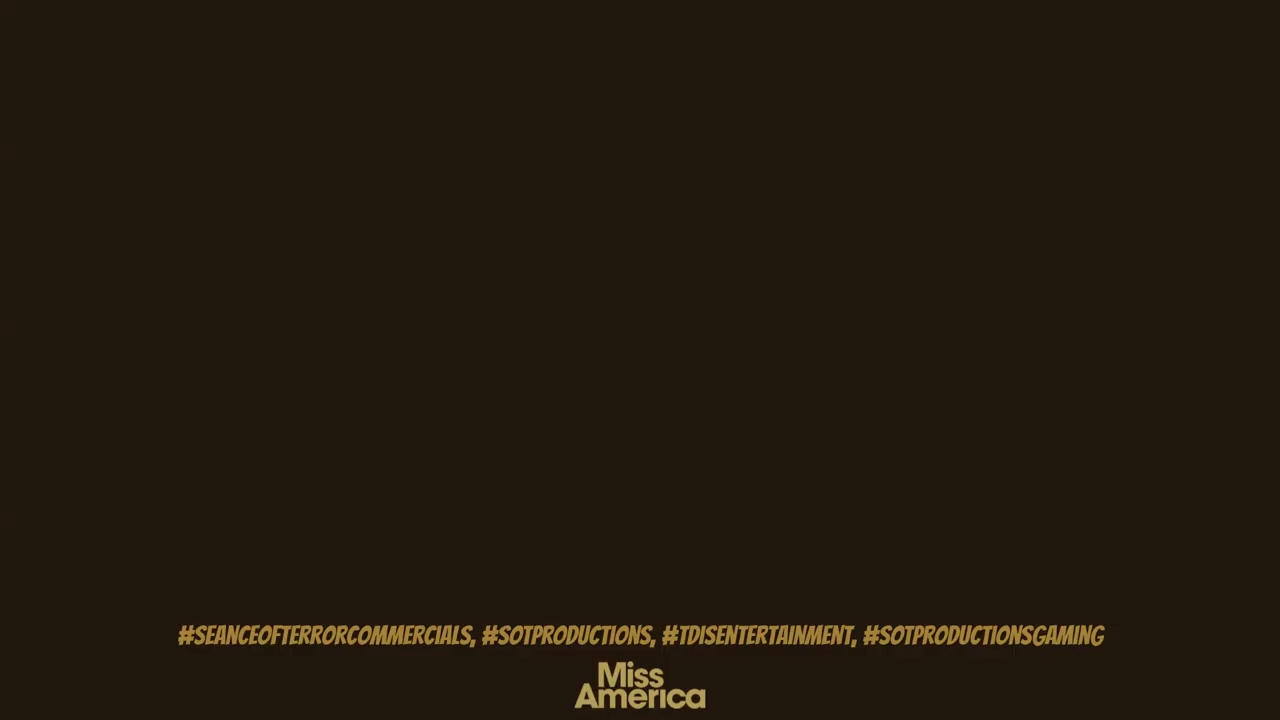 #SEANCEOFTERRORCOMMERCIALS, #SOTPRODUCTIONS, #TDISENTERTAINMENT, #SOTPRODUCTIONSGAMING
Miss
America